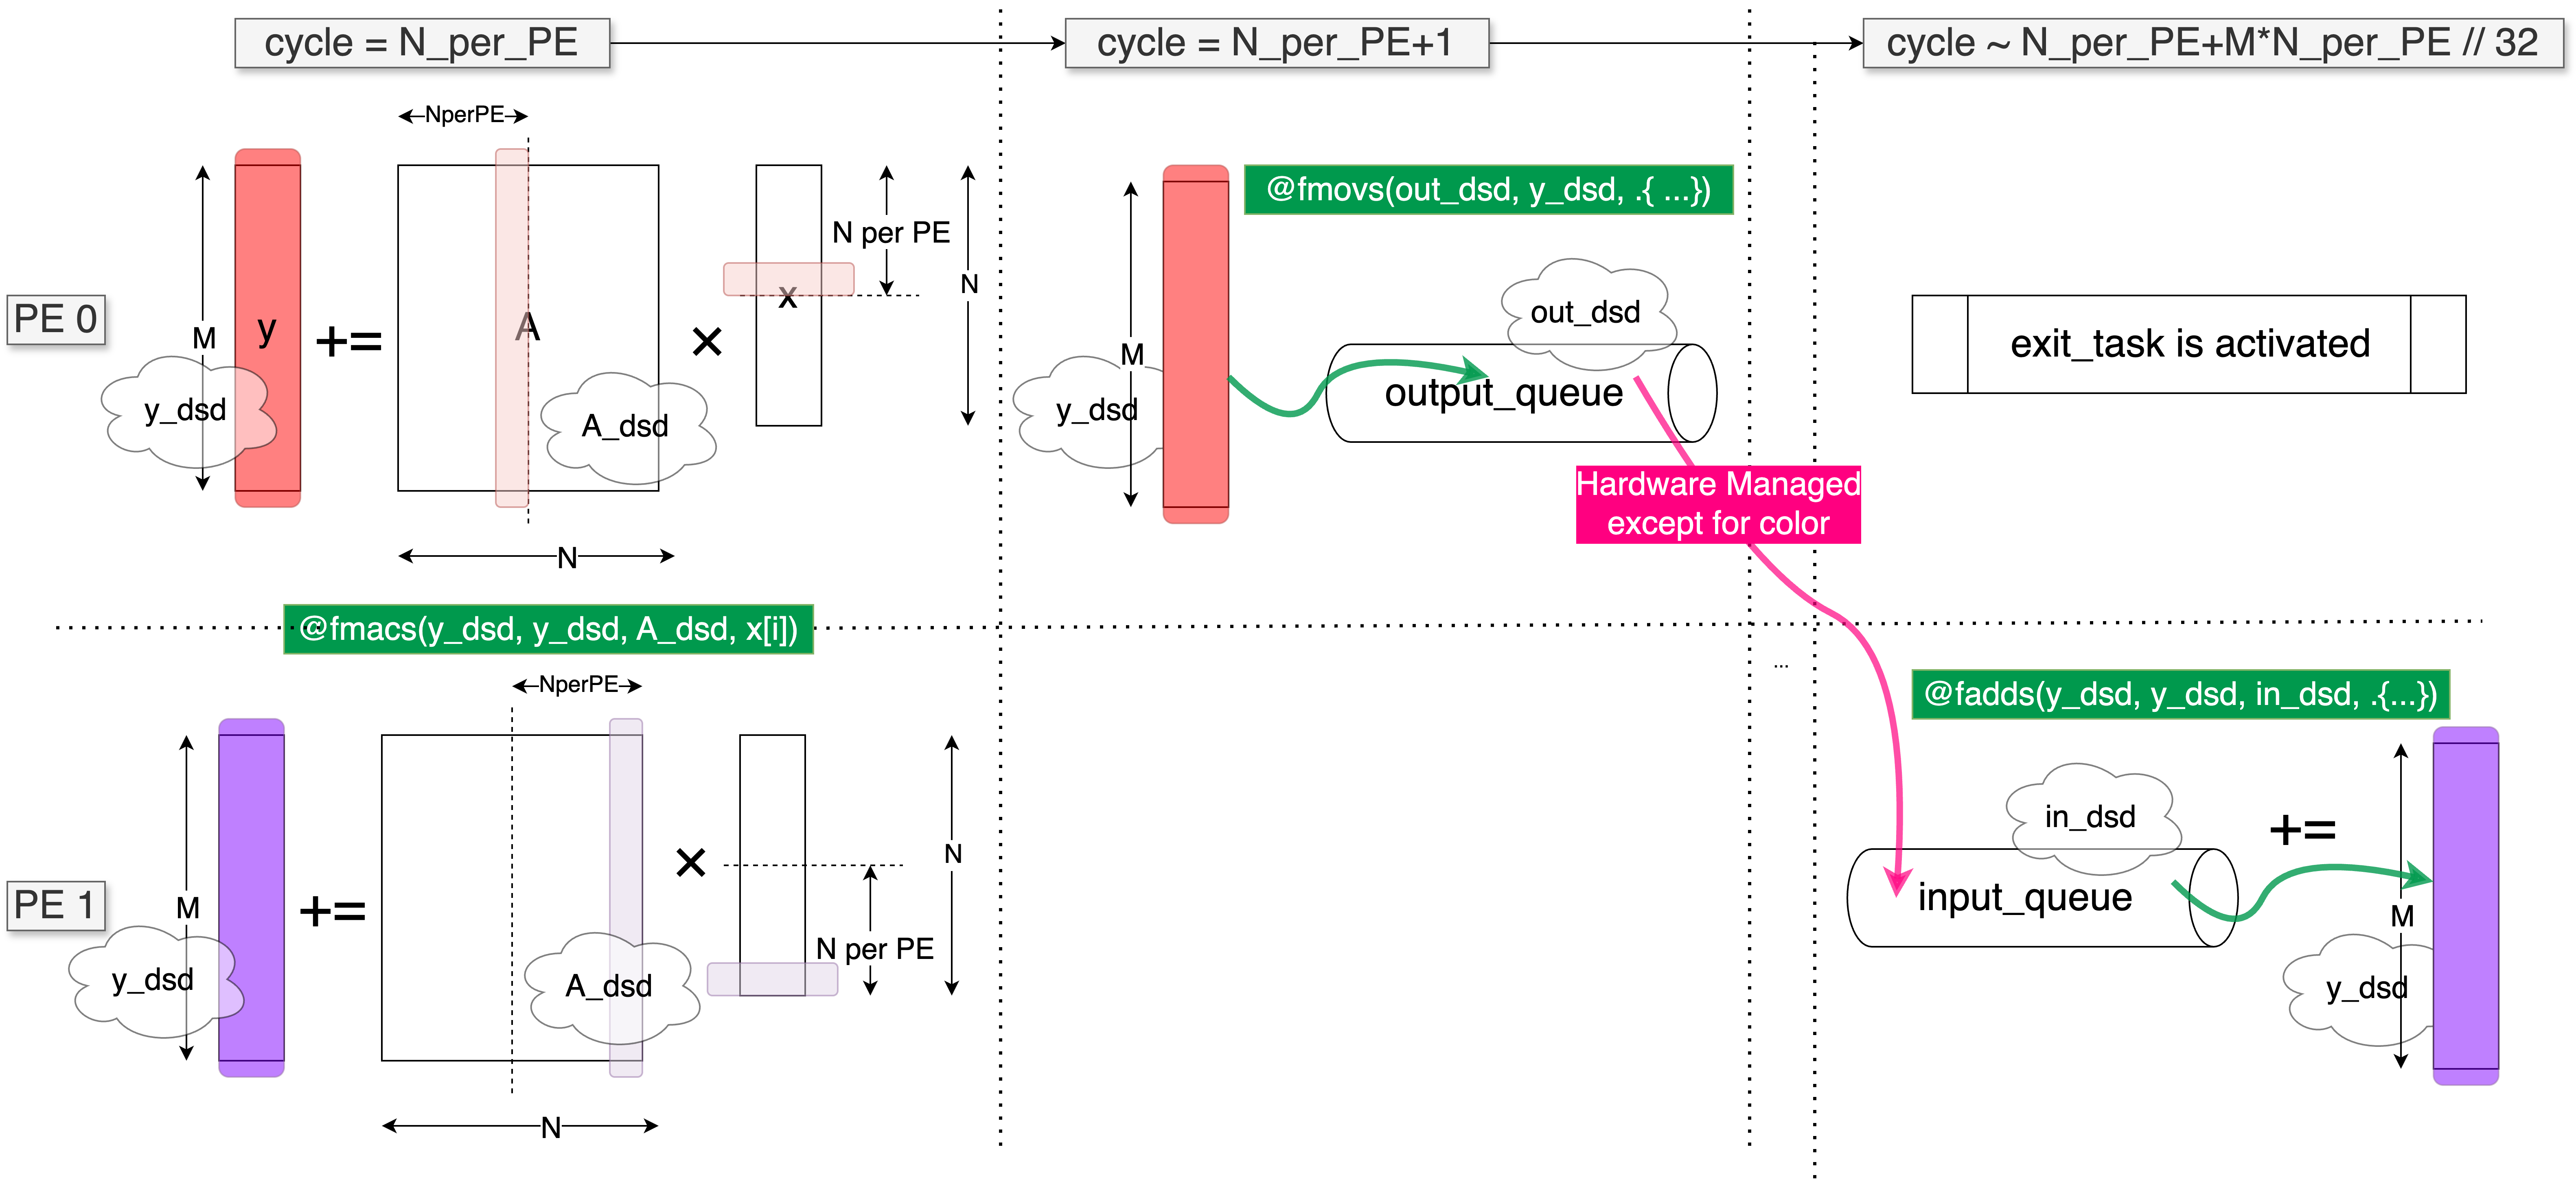 cycle = N_per_PE
cycle = N_per_PE+1
cycle ~ N_per_PE+M*N_per_PE // 32
NperPE
PE 0
M
y
y_dsd
+=
A
A_dsd
N
×
x
N per PE
N
@fmovs(out_dsd, y_dsd, .{ ...})
M
y_dsd
out_dsd
output_queue
Hardware Managed
except for color
exit_task is activated
@fmacs(y_dsd, y_dsd, A_dsd, x[i])
NperPE
PE 1
M
y_dsd
+=
A_dsd
N
×
N per PE
N
...
@fadds(y_dsd, y_dsd, in_dsd, .{...})
in_dsd
input_queue
+=
M
y_dsd